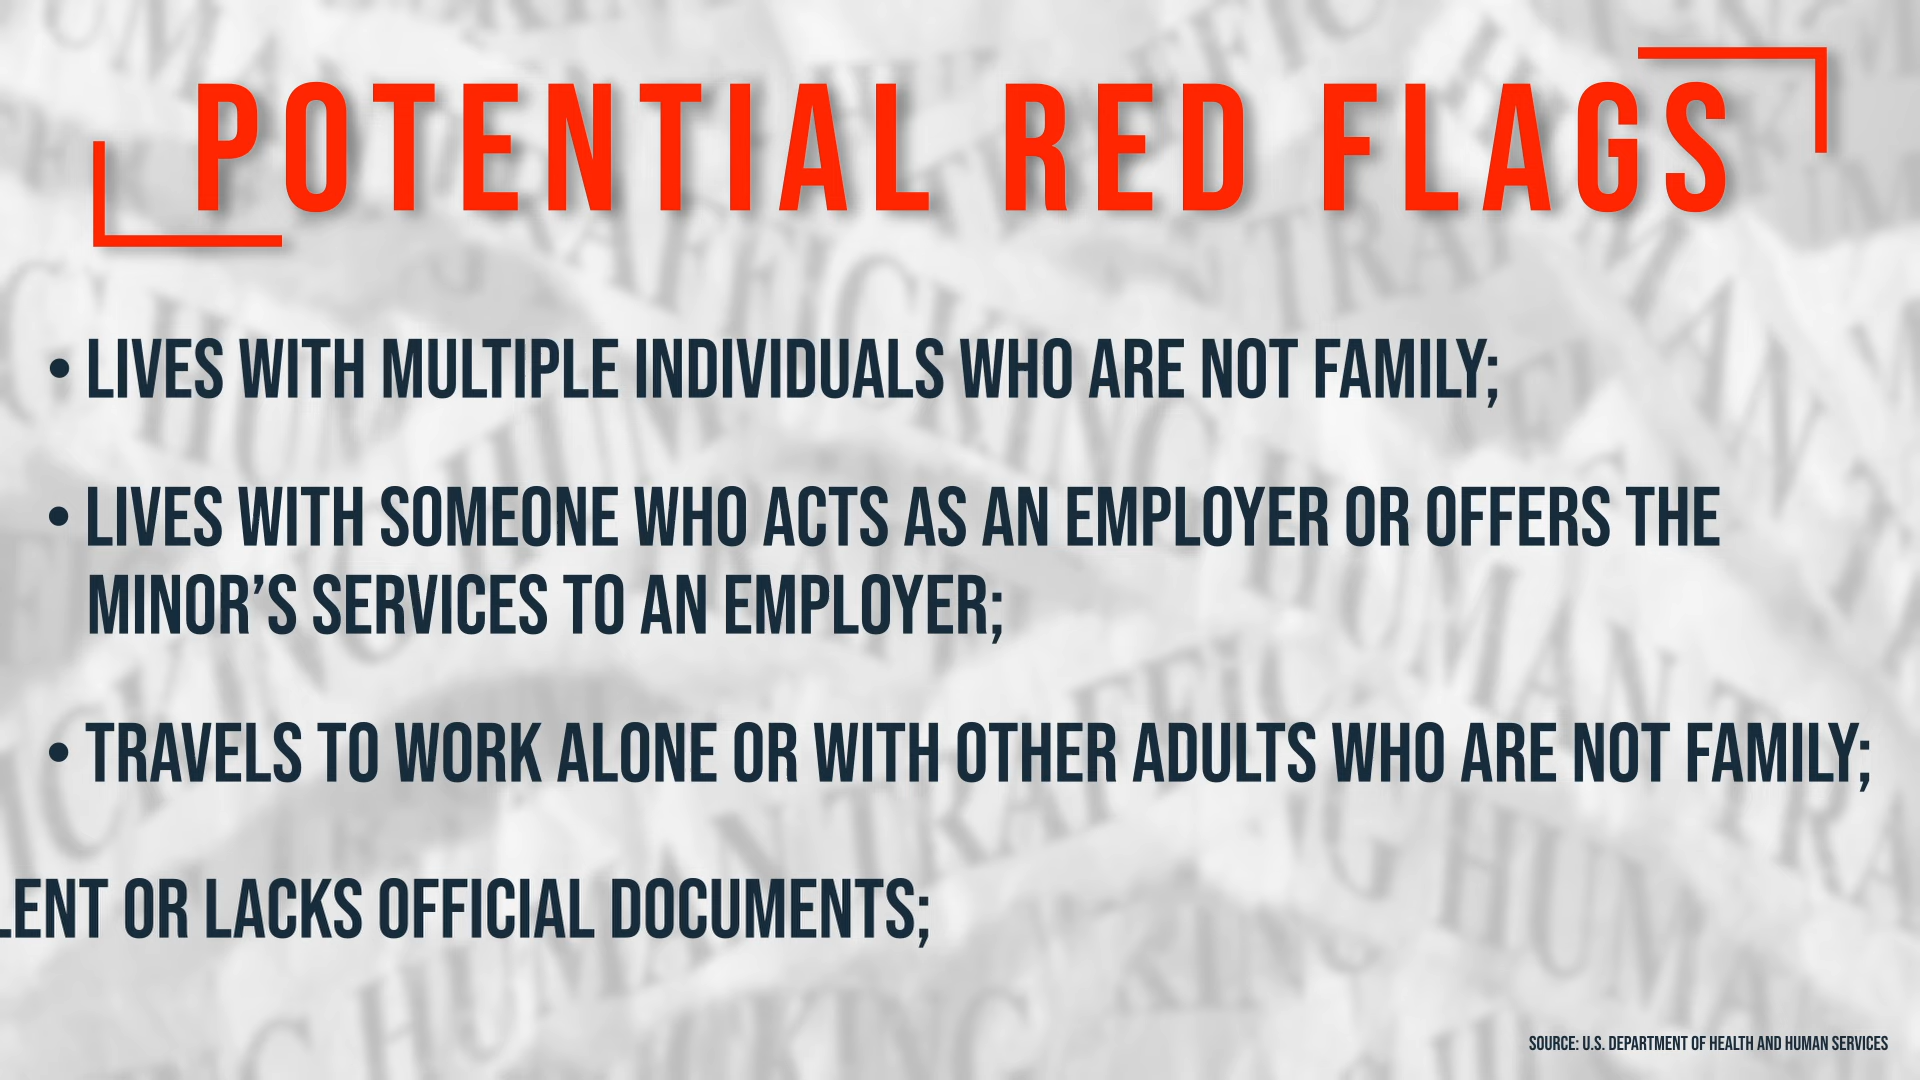 POTENTIAL RED FLAGS
• LIVES WITH MULTIPLE INDIVIDUALS WHO ARE NOT FAMILY;
• LIVES WITH SOMEONE WHO ACTS AS AN EMPLOYER OR OFFERS THE
MINOR’S SERVICES TO AN EMPLOYER;
• TRAVELS TO WORK ALONE OR WITH OTHER ADULTS WHO ARE NOT FAMILY;
OR LACKS OFFICIAL DOCUMENTS;
SOURCE: U.S. DEPARTMENT OF HEALTH AND HUMAN SERVICES